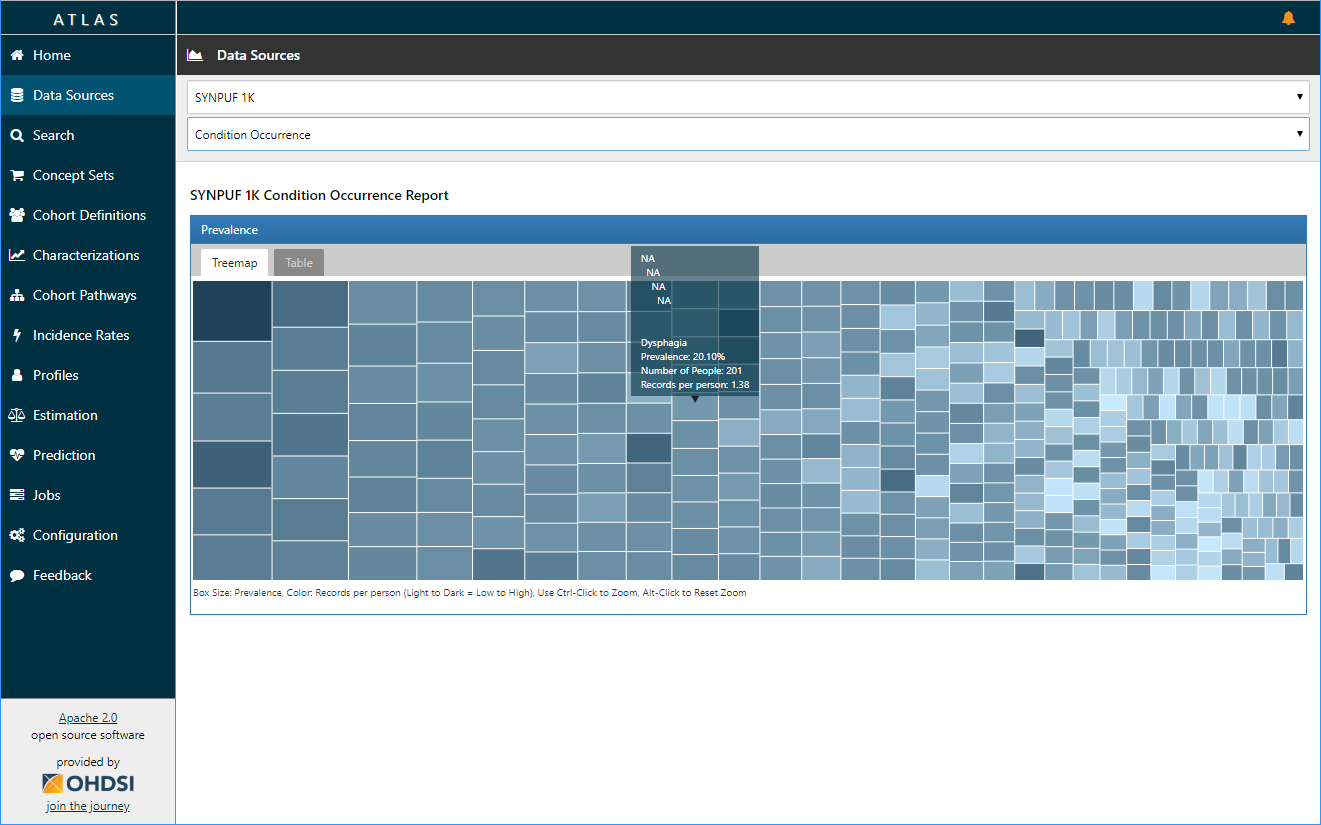 ATLAS
Home
Data Sources
Search
Concept Sets
Cohort Definitions
Characterizations
Cohort Pathways
Incidence Rates
Profiles
Estimation
Prediction
Jobs
Configuration
Feedback
Apache 2.0
open source software
provided by
OHDSI
join the journey
Data Sources
SYNPUF 1K
Condition Occurrence
SYNPUF 1K Condition Occurrence Report
Prevalence
Treemap Table
NA
NA
NA
NA
Dysphagia
Prevalence: 20.10%
Number of People: 201
Records per person: 1.38
Box Size: Prevalence, Color: Records per person (Light to Dark = Low to High), Use Ctrl-Click to Zoom, Alt-Click to Reset Zoom